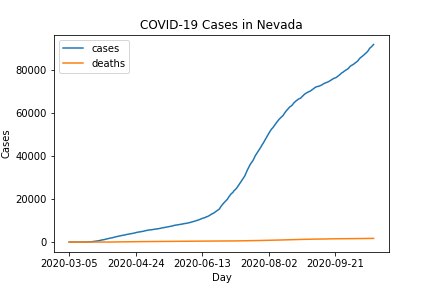 COVID-19 Cases in Nevada
cases
deaths
80000
60000
40000
20000
0
Cases
2020-03-05 2020-04-24 2020-06-13 2020-08-02 2020-09-21
Day